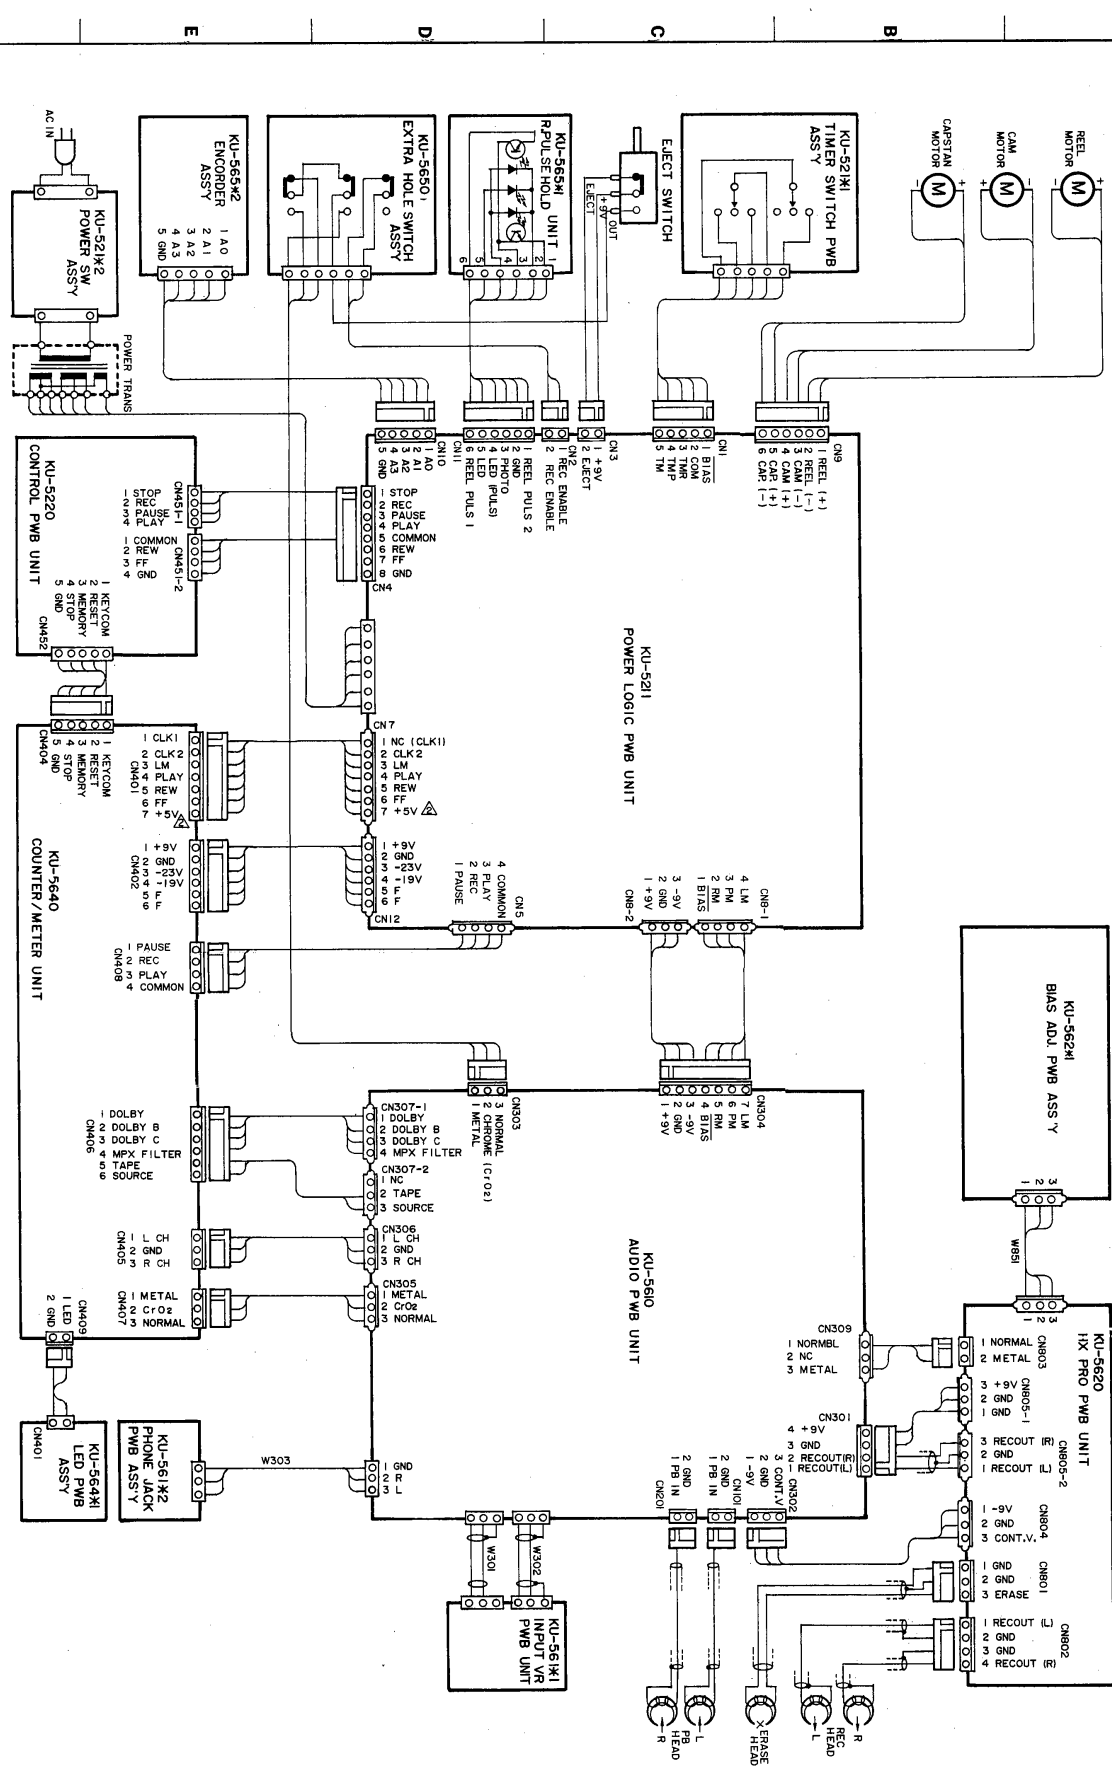 E
D
C
B
AC IN
KU-521※2
POWER SW
ASS'Y
POWER TRANS
KU-565※2
ENCORDER
ASS'Y
1 A0
2 A1
3 A2
4 A3
5 GND
KU-5650 1
EXTRA HOLE SWITCH
ASS'Y
KU-565※1 UNIT
R.PULSEHOLD
1
2
3
4
5
6
EJECT SWITCH
+9V OUT
EJECT
KU-521※1
TIMER SWITCH PWB
ASS'Y
CAPSTAN
MOTOR
CAM
MOTOR
REEL
MOTOR
M
M
M
+
-
+
-
+
-
KU-5211
POWER LOGIC PWB UNIT
CN9
1 REEL (+)
2 REEL (-)
3 CAM (-)
4 CAM (+)
5 CAP. (+)
6 CAP. (-)
CN1
1 BIAS
2 COM
3 TMR
4 TMP
5 TM
CN3
1 +9V
2 EJECT
CN2
1 REC ENABLE
2 REC ENABLE
CN11
1 REEL PULS 2
2 GND
3 PHOTO
4 LED (PULS)
5 LED
6 REEL PULS 1
CN10
1 A0
2 A1
3 A2
4 A3
5 GND
1 STOP
2 REC
3 PAUSE
4 PLAY
5 COMMON
6 REW
7 FF
8 GND
CN4
CN7
1 NC (CLK1)
2 CLK2
3 LM
4 PLAY
5 REW
6 FF
7 +5V 2
1 +9V
2 GND
3 -23V
4 -19V
5 F
6 F
CN12
CN5
4 COMMON
3 PLAY
2 REC
1 PAUSE
CN8-2
3 -9V
2 GND
1 +9V
CN8-1
4 LM
3 PM
2 RM
1 BIAS
KU-5220
CONTROL PWB UNIT
CN451-1
1 STOP
2 REC
3 PAUSE
4 PLAY
1 COMMON
2 REW
3 FF
4 GND
CN451-2
1 KEYCOM
2 RESET
3 MEMORY
4 STOP
5 GND
CN452
KU-5640
COUNTER/METER UNIT
CN404
1 KEYCOM
2 RESET
3 MEMORY
4 STOP
5 GND
1 CLK1
2 CLK2
3 LM
4 PLAY
5 REW
6 FF
7 +5V 2
CN401
1 +9V
2 GND
3 -23V
4 -19V
5 F
6 F
CN402
1 PAUSE
2 REC
3 PLAY
4 COMMON
CN408
1 DOLBY
2 DOLBY B
3 DOLBY C
4 MPX FILTER
5 TAPE
6 SOURCE
CN406
1 L CH
2 GND
3 R CH
CN405
1 METAL
2 CrO2
3 NORMAL
CN407
CN409
1 LED
2 GND
KU-564※1
LED PWB
ASS'Y
CN401
KU-561※2
PHONE JACK
PWB ASS'Y
W303
KU-5610
AUDIO PWB UNIT
CN303
3 NORMAL
2 CHROME (CrO2)
1 METAL
CN304
7 LM
6 PM
5 RM
4 BIAS
3 -9V
2 GND
1 +9V
CN307-1
1 DOLBY
2 DOLBY B
3 DOLBY C
4 MPX FILTER
CN307-2
1 NC
2 TAPE
3 SOURCE
CN306
1 L CH
2 GND
3 R CH
CN305
1 METAL
2 CrO2
3 NORMAL
1 GND
2 R
3 L
CN309
1 NORMBL
2 NC
3 METAL
CN301
4 +9V
3 GND
2 RECOUT(R)
1 RECOUT(L)
CN302
3 CONT.V
2 GND
1 -9V
CN101
2 GND
1 PB IN
CN201
2 GND
1 PB IN
W301
W302
KU-561※1
INPUT VR
PWB UNIT
KU-562※1
BIAS ADJ. PWB ASS'Y
3
2
1
W851
3
2
1
KU-5620
HX PRO PWB UNIT
CN803
1 NORMAL
2 METAL
CN805-1
3 +9V
2 GND
1 GND
CN805-2
3 RECOUT (R)
2 GND
1 RECOUT (L)
CN804
1 -9V
2 GND
3 CONT.V.
CN801
1 GND
2 GND
3 ERASE
CN802
1 RECOUT (L)
2 GND
3 GND
4 RECOUT (R)
R
L
REC
HEAD
ERASE
HEAD
L
R
PB
HEAD